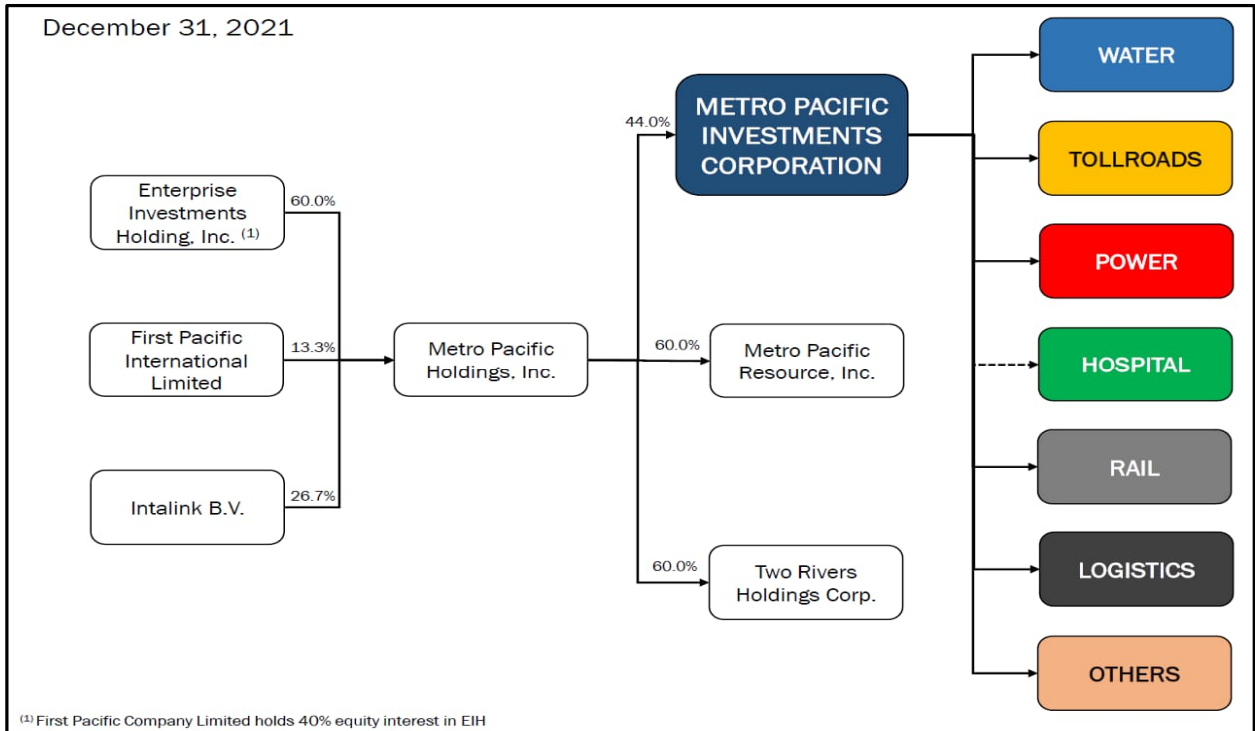 December 31, 2021
Enterprise
Investments
Holding, Inc. (1)
60.0%
First Pacific
International
Limited
13.3%
Intalink B.V.
26.7%
Metro Pacific
Holdings, Inc.
44.0%
METRO PACIFIC
INVESTMENTS
CORPORATION
60.0%
Metro Pacific
Resource, Inc.
60.0%
Two Rivers
Holdings Corp.
WATER
TOLLROADS
POWER
HOSPITAL
RAIL
LOGISTICS
OTHERS
(1) First Pacific Company Limited holds 40% equity interest in EIH